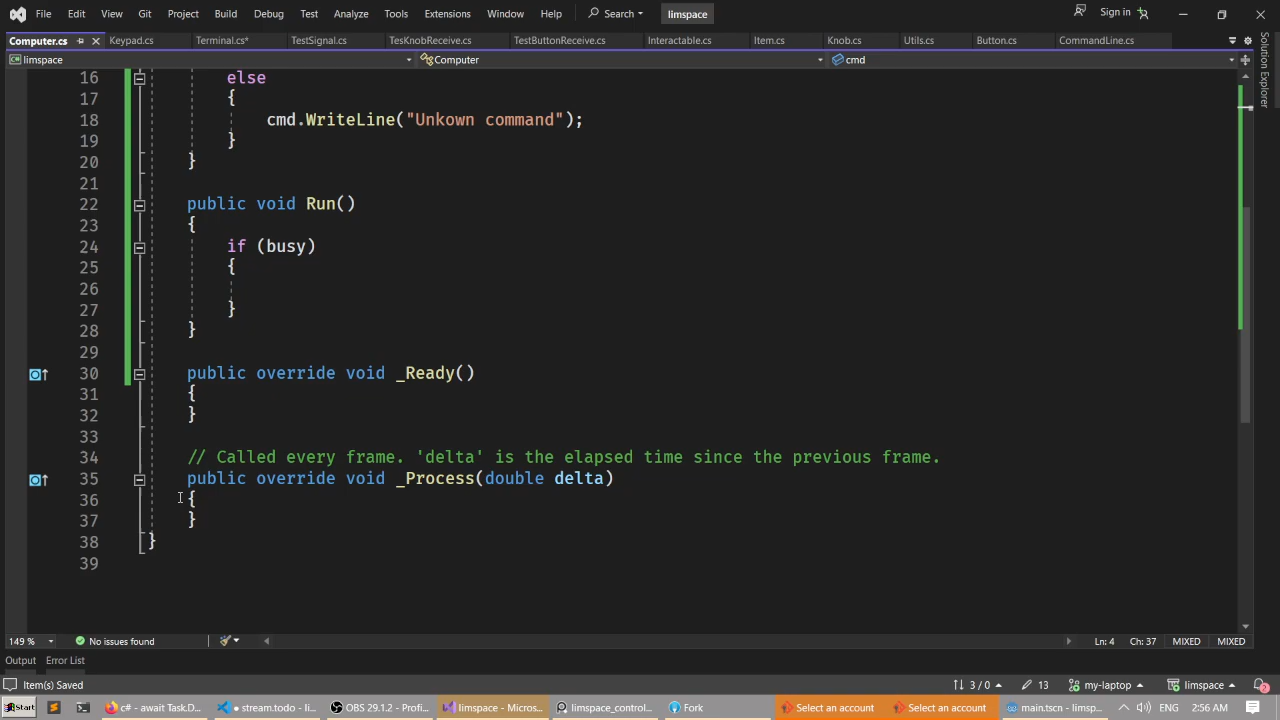 File Edit View Git Project Build Debug Test Analyze Tools Extensions Window Help Search limspace Sign in
Computer.cs Keypad.cs Terminal.cs* TestSignal.cs TesKnobReceive.cs TestButtonReceive.cs Interactable.cs Item.cs Knob.cs Utils.cs Button.cs CommandLine.cs
limspace Computer cmd
Solution Explorer
16 else
17 {
18 cmd.WriteLine("Unkown command");
19 }
20 }
21
22 public void Run()
23 {
24 if (busy)
25 {
26
27 }
28 }
29
30 public override void _Ready()
31 {
32 }
33
34 // Called every frame. 'delta' is the elapsed time since the previous frame.
35 public override void _Process(double delta)
36 {
37 }
38 }
39
149 % No issues found Ln: 4 Ch: 37 MIXED MIXED
Output Error List
Item(s) Saved 3 / 0 13 my-laptop limspace 2
Start c# - await Task.D... stream.todo - li... OBS 29.1.2 - Profi... limspace - Micros... limspace_control... Fork Select an account Select an account main.tscn - limsp... ENG 2:56 AM